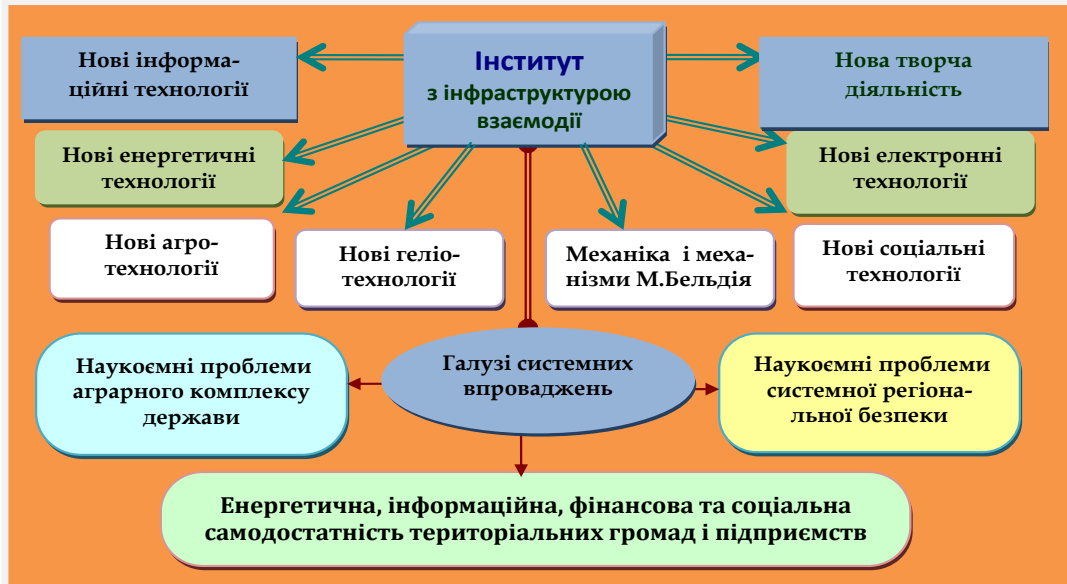 Нові інформа-
ційні технології
Інститут
з інфраструктурою
взаємодії
Нова творча
діяльність
Нові енергетичні
технології
Нові електронні
технології
Нові агро-
технології
Нові геліо-
технології
Механіка і меха-
нізми М.Бельдія
Нові соціальні
технології
Галузі системних
впроваджень
Наукоємні проблеми
аграрного комплексу
держави
Наукоємні проблеми
системної регіона-
льної безпеки
Енергетична, інформаційна, фінансова та соціальна
самодостатність територіальних громад і підприємств